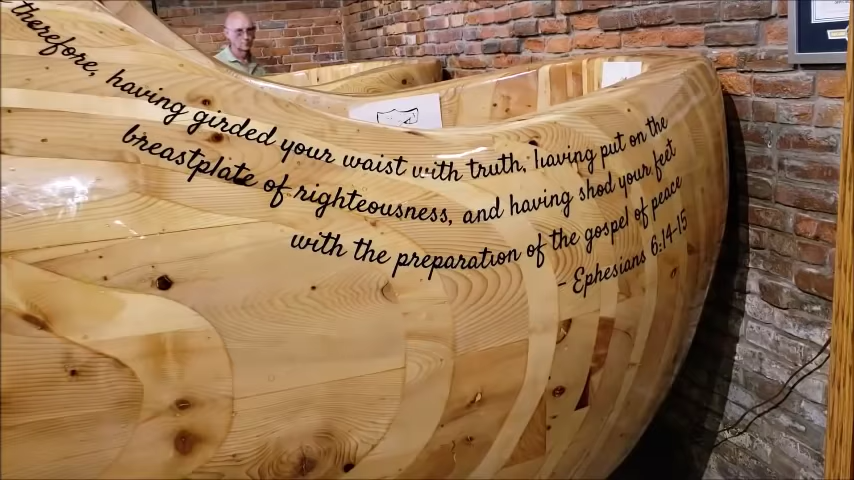 therefore, having girded your waist with truth, having put on the
breastplate of righteousness, and having shod your feet
with the preparation of the gospel of peace
- Ephesians 6:14-15